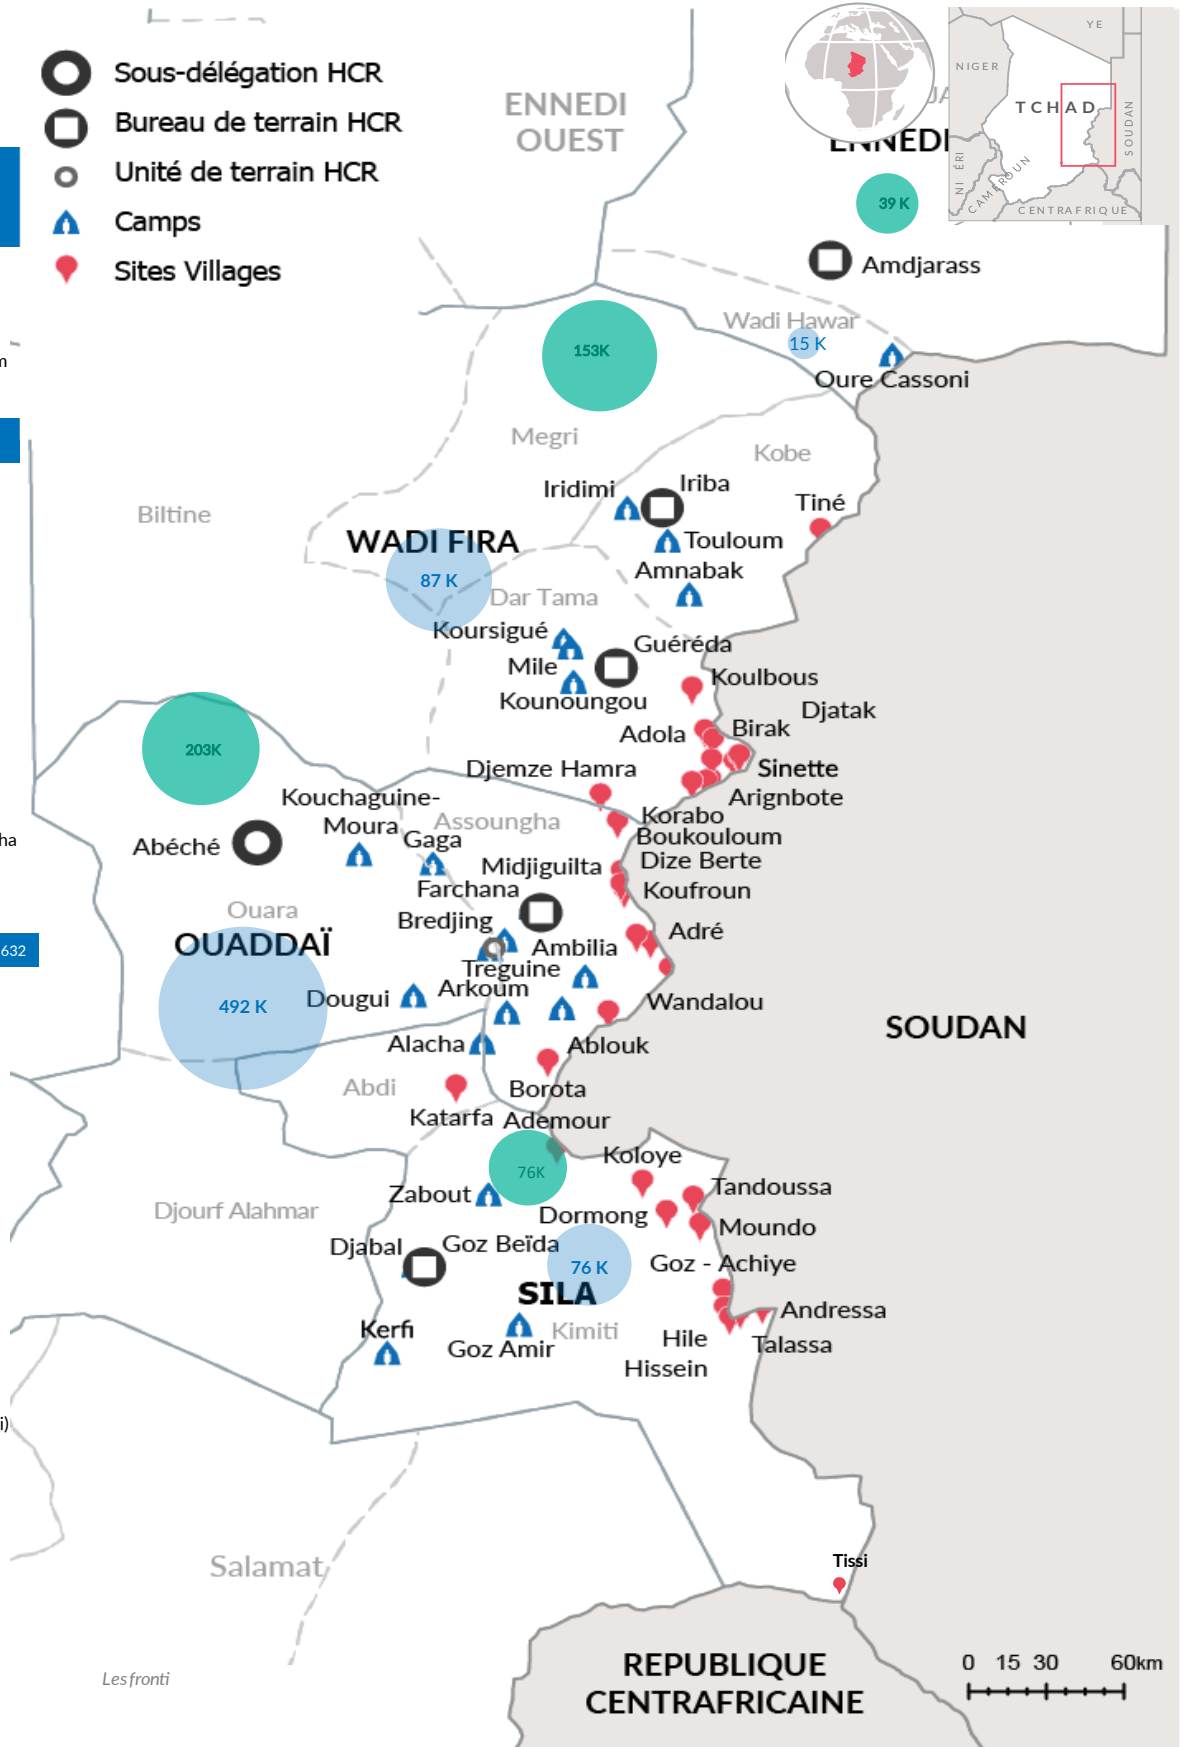 Sous-délégation HCR
Bureau de terrain HCR
Unité de terrain HCR
Camps
Sites Villages
ENNEDI
OUEST
YE
NIGER
TCHAD
SOUDAN
CAMEROUN
CENTRAFRIQUE
ENNEDI
39 K
Amdjarass
Wadi Hawar
15 K
Oure Cassoni
153K
Megri
Kobe
Biltine
Iridimi
Iriba
Tiné
WADI FIRA
Touloum
Amnabak
87 K
Dar Tama
Koursigué
Guéréda
Mile
Koulbous
Kounoungou
Djatak
Adola
Birak
203K
Djemze Hamra
Sinette
Arignbote
Kouchaguine-
Moura
Assoungha
Korabo
Boukouloum
Abéché
Gaga
Midjiguilta
Dize Berte
Farchana
Koufroun
Ouara
Bredjing
OUADDAÏ
Ambilia
Adré
632
Treguine
Arkoum
492 K
Dougui
Wandalou
SOUDAN
Alacha
Ablouk
Abdi
Borota
Katarfa
Ademour
Koloye
76K
Zabout
Tandoussa
Djourf Alahmar
Dormong
Moundo
Djabal
Goz Beïda
76 K
Goz - Achiye
SILA
Andressa
Kerfi
Kimiti
Goz Amir
Hile
Hissein
Talassa
Salamat
Tissi
Les fronti
REPUBLIQUE
CENTRAFRICAINE
0 15 30 60km